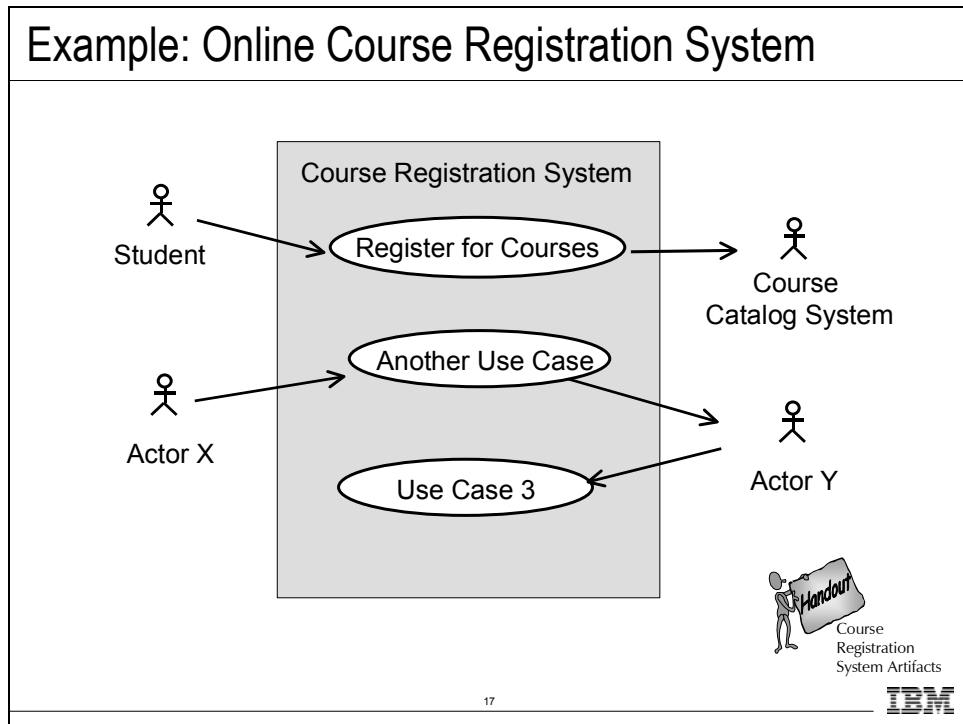 Example: Online Course Registration System
Course Registration System
Student
Register for Courses
Course
Catalog System
Another Use Case
Actor X
Actor Y
Use Case 3
Handout
Course
Registration
System Artifacts
17
IBM